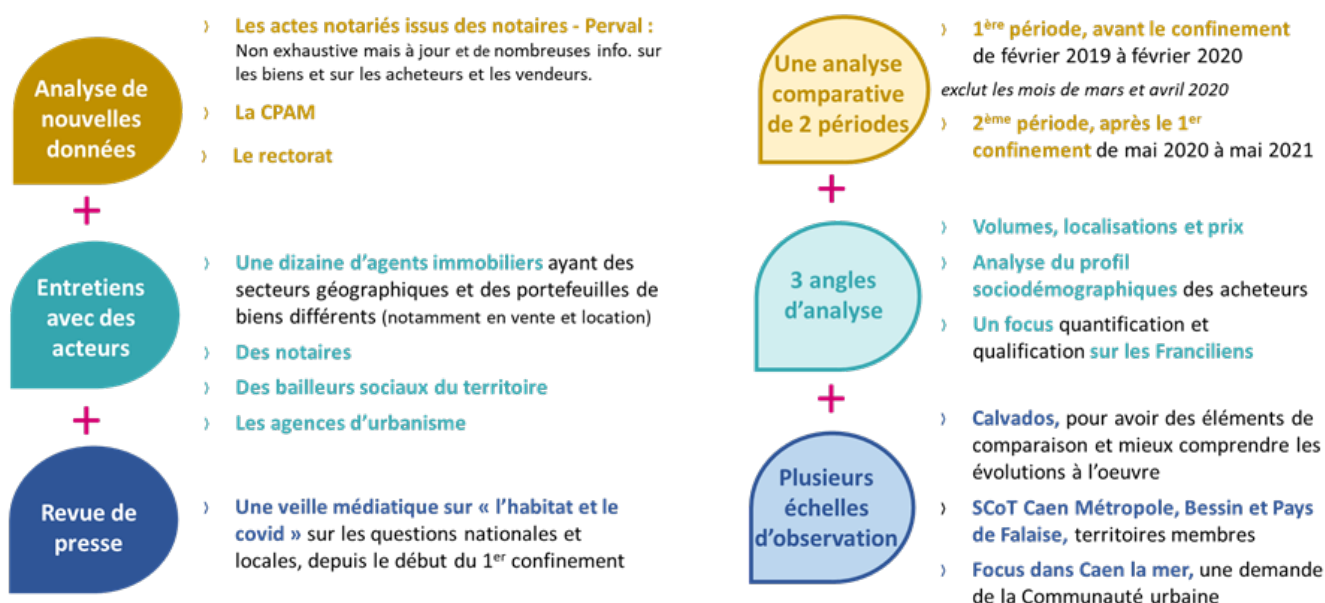 Analyse de
nouvelles
données
› Les actes notariés issus des notaires - Perval :
Non exhaustive mais à jour et de nombreuses info. sur
les biens et sur les acheteurs et les vendeurs.
› La CPAM
› Le rectorat
+
Entretiens
avec des
acteurs
› Une dizaine d’agents immobiliers ayant des
secteurs géographiques et des portefeuilles de
biens différents (notamment en vente et location)
› Des notaires
› Des bailleurs sociaux du territoire
› Les agences d’urbanisme
+
Revue de
presse
› Une veille médiatique sur « l’habitat et le
covid » sur les questions nationales et
locales, depuis le début du 1er confinement
Une analyse
comparative
de 2 périodes
› 1ère période, avant le confinement
de février 2019 à février 2020
exclut les mois de mars et avril 2020
› 2ème période, après le 1er
confinement de mai 2020 à mai 2021
+
3 angles
d’analyse
› Volumes, localisations et prix
› Analyse du profil
sociodémographiques des acheteurs
› Un focus quantification et
qualification sur les Franciliens
+
Plusieurs
échelles
d’observation
› Calvados, pour avoir des éléments de
comparaison et mieux comprendre les
évolutions à l’oeuvre
› SCoT Caen Métropole, Bessin et Pays
de Falaise, territoires membres
› Focus dans Caen la mer, une demande
de la Communauté urbaine